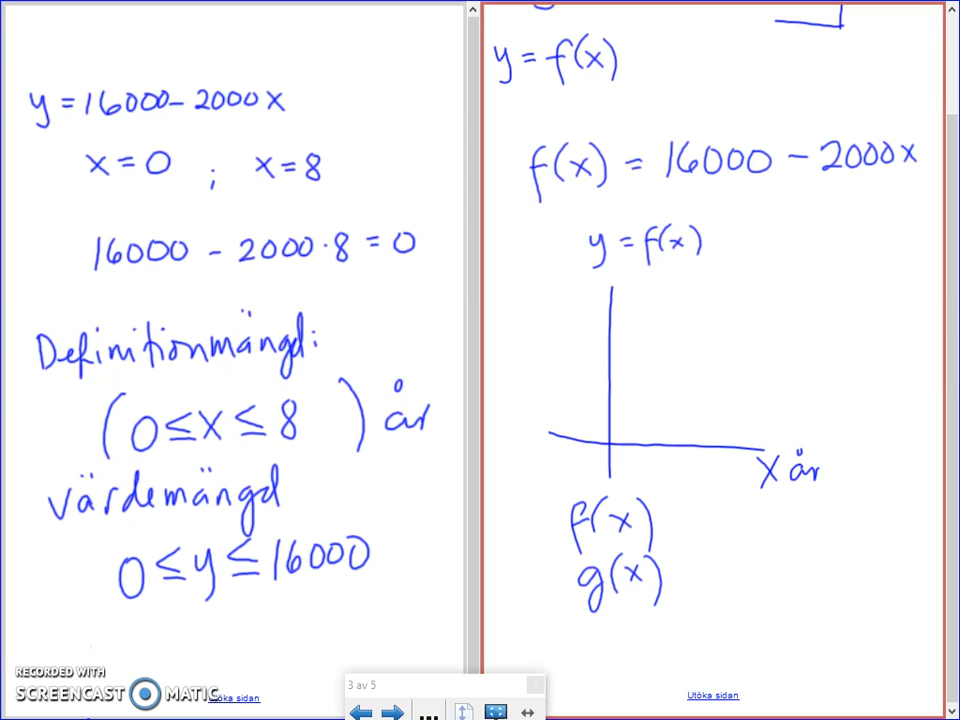 y = 16000 - 2000x
x = 0 ; x = 8
16000 - 2000 · 8 = 0
Definitionmängd:
( 0 ≤ x ≤ 8 ) år
värdemängd
0 ≤ y ≤ 16000
RECORDED WITH
SCREENCAST MATIC
Utöka sidan
y = f(x)
f(x) = 16000 - 2000x
y = f(x)
x år
f(x)
g(x)
Utöka sidan
3 av 5